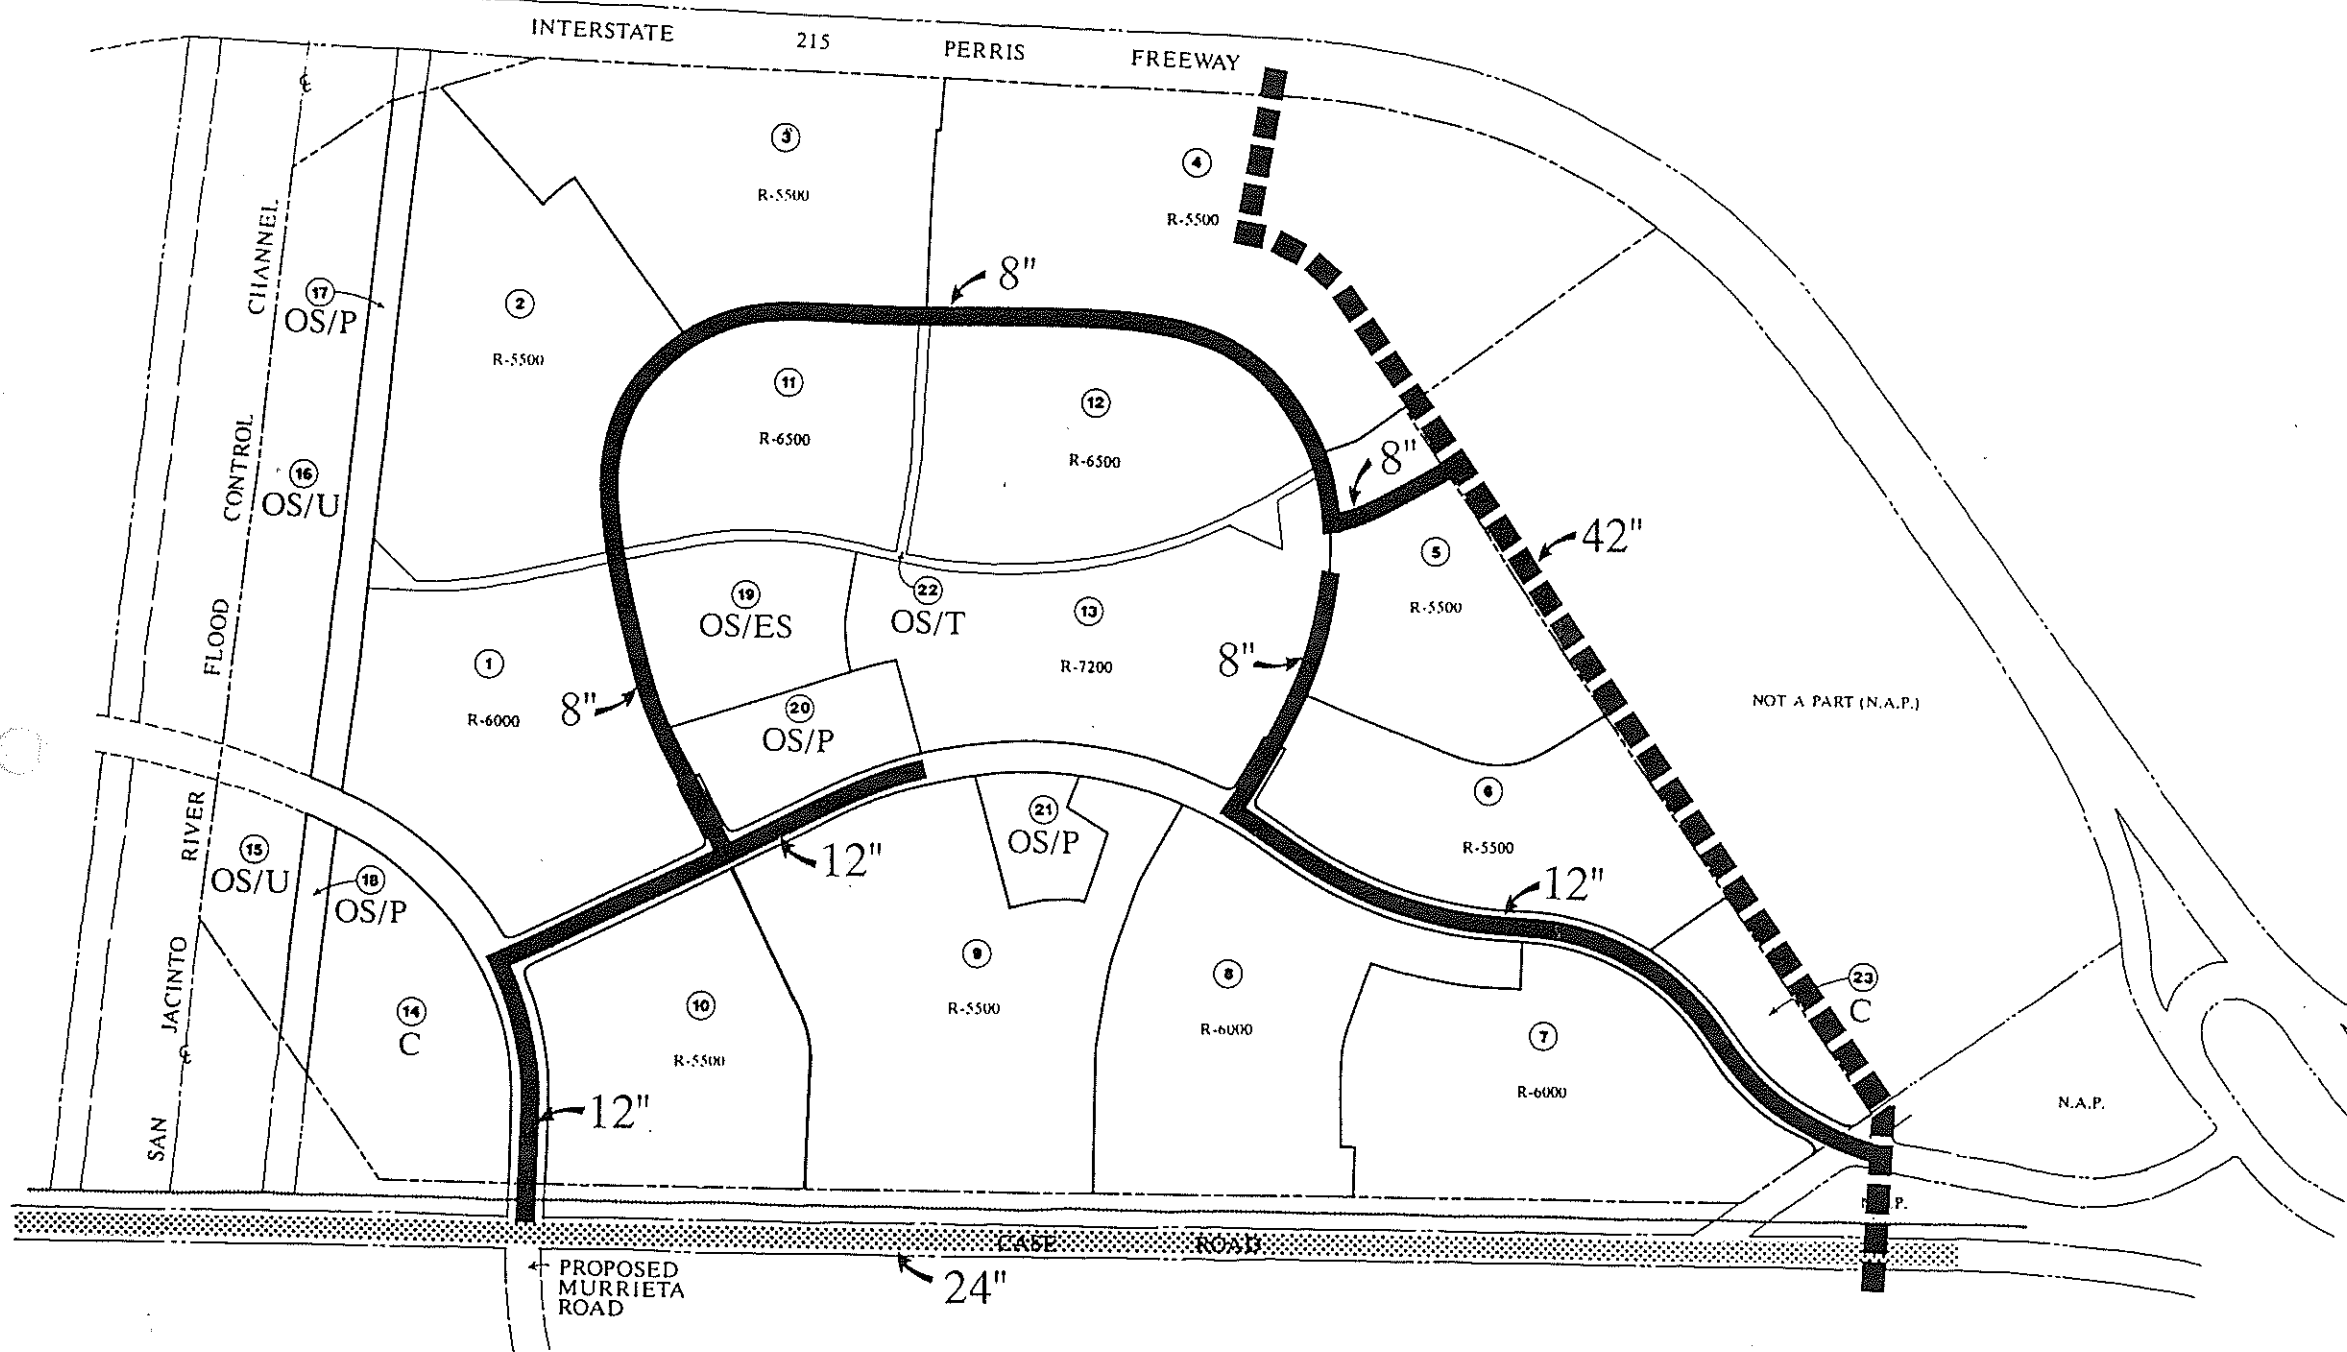 INTERSTATE 215 PERRIS FREEWAY
3
R-5500
4
R-5500
8"
17
OS/P
2
R-5500
11
R-6500
12
R-6500
8"
16
OS/U
42"
5
R-5500
19
OS/ES
22
OS/T
13
R-7200
8"
1
R-6000
8"
20
OS/P
NOT A PART (N.A.P.)
6
R-5500
21
OS/P
12"
15
OS/U
18
OS/P
12"
9
R-5500
8
R-6000
23
C
14
C
10
R-5500
7
R-6000
12"
N.A.P.
SAN JACINTO RIVER FLOOD CONTROL CHANNEL
CASE ROAD
24"
PROPOSED
MURRIETA
ROAD